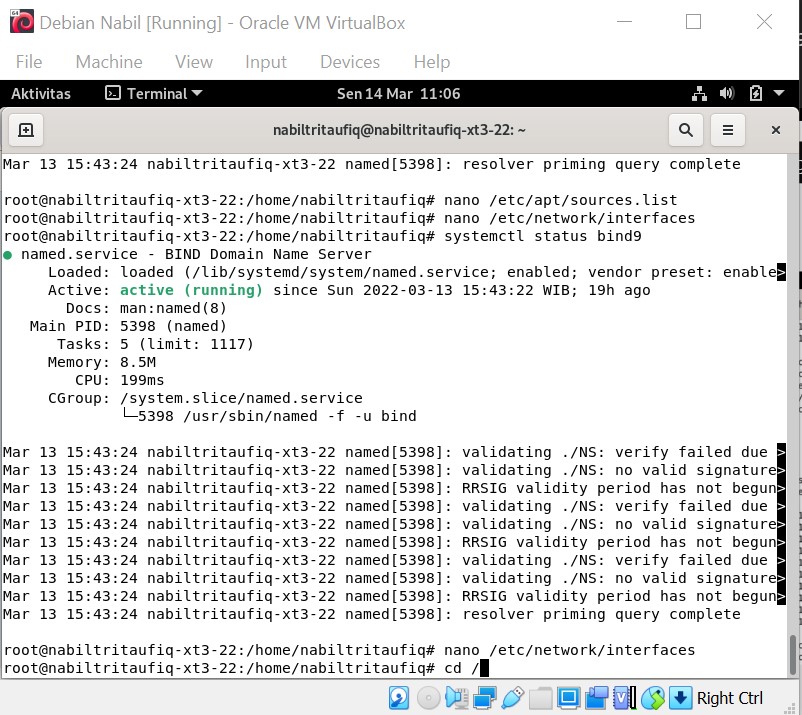 Debian Nabil [Running] - Oracle VM VirtualBox
File Machine View Input Devices Help
Aktivitas Terminal Sen 14 Mar 11:06
nabiltritaufiq@nabiltritaufiq-xt3-22: ~
Mar 13 15:43:24 nabiltritaufiq-xt3-22 named[5398]: resolver priming query complete
root@nabiltritaufiq-xt3-22:/home/nabiltritaufiq# nano /etc/apt/sources.list
root@nabiltritaufiq-xt3-22:/home/nabiltritaufiq# nano /etc/network/interfaces
root@nabiltritaufiq-xt3-22:/home/nabiltritaufiq# systemctl status bind9
● named.service - BIND Domain Name Server
Loaded: loaded (/lib/systemd/system/named.service; enabled; vendor preset: enable>
Active: active (running) since Sun 2022-03-13 15:43:22 WIB; 19h ago
Docs: man:named(8)
Main PID: 5398 (named)
Tasks: 5 (limit: 1117)
Memory: 8.5M
CPU: 199ms
CGroup: /system.slice/named.service
└─5398 /usr/sbin/named -f -u bind
Mar 13 15:43:24 nabiltritaufiq-xt3-22 named[5398]: validating ./NS: verify failed due >
Mar 13 15:43:24 nabiltritaufiq-xt3-22 named[5398]: validating ./NS: no valid signature>
Mar 13 15:43:24 nabiltritaufiq-xt3-22 named[5398]: RRSIG validity period has not begun>
Mar 13 15:43:24 nabiltritaufiq-xt3-22 named[5398]: validating ./NS: verify failed due >
Mar 13 15:43:24 nabiltritaufiq-xt3-22 named[5398]: validating ./NS: no valid signature>
Mar 13 15:43:24 nabiltritaufiq-xt3-22 named[5398]: RRSIG validity period has not begun>
Mar 13 15:43:24 nabiltritaufiq-xt3-22 named[5398]: validating ./NS: verify failed due >
Mar 13 15:43:24 nabiltritaufiq-xt3-22 named[5398]: validating ./NS: no valid signature>
Mar 13 15:43:24 nabiltritaufiq-xt3-22 named[5398]: RRSIG validity period has not begun>
Mar 13 15:43:24 nabiltritaufiq-xt3-22 named[5398]: resolver priming query complete
root@nabiltritaufiq-xt3-22:/home/nabiltritaufiq# nano /etc/network/interfaces
root@nabiltritaufiq-xt3-22:/home/nabiltritaufiq# cd /
Right Ctrl